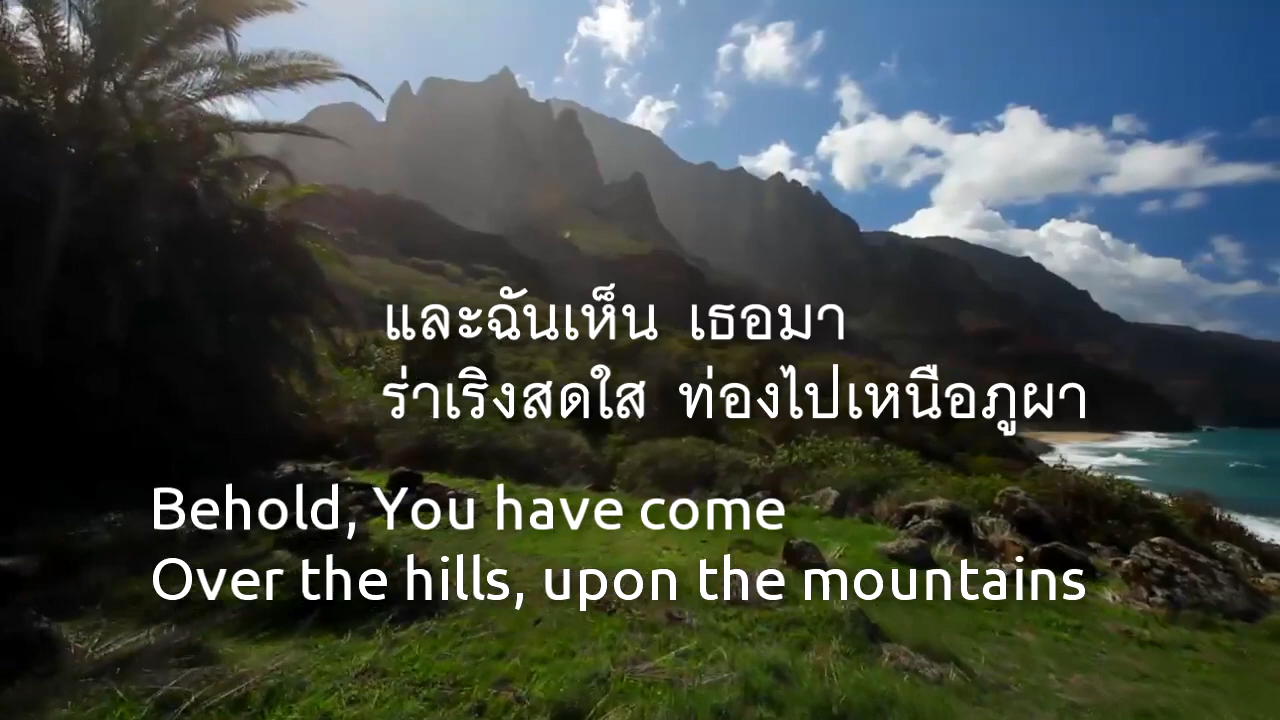 และฉันเห็น เธอมา
ร่าเริงสดใส ท่องไปเหนือภูผา
Behold, You have come
Over the hills, upon the mountains